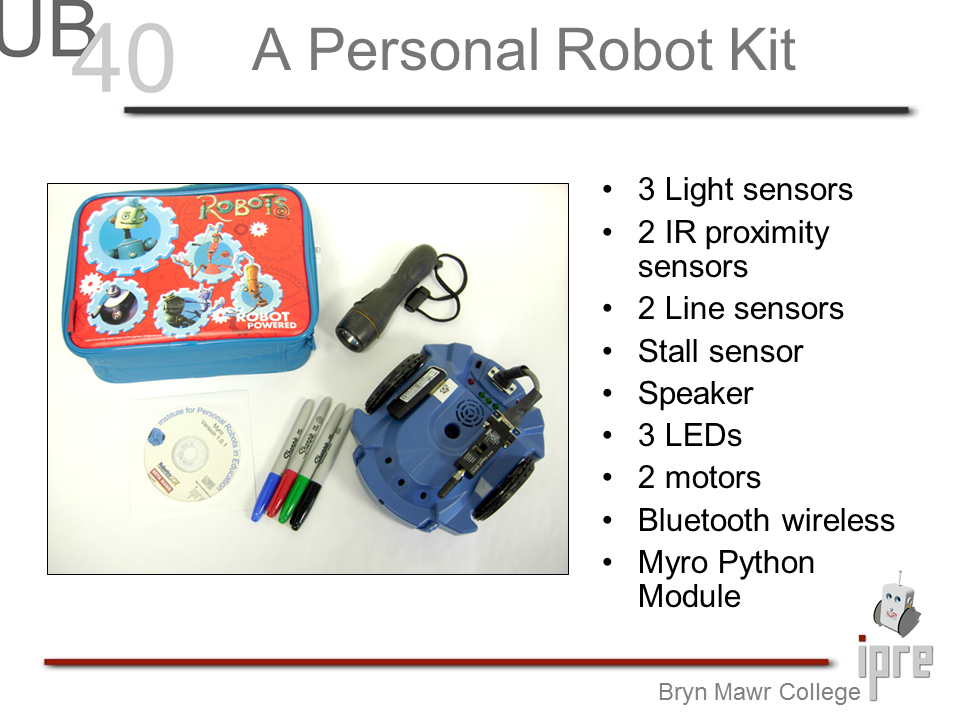 UB
40
A Personal Robot Kit
• 3 Light sensors
• 2 IR proximity
sensors
• 2 Line sensors
• Stall sensor
• Speaker
• 3 LEDs
• 2 motors
• Bluetooth wireless
• Myro Python
Module
ROBOTS
ROBOT
POWERED
Institute for Personal Robots in Education
Myro
Version 1.0.1
Sharpie
Sharpie
Sharpie
ipre
Bryn Mawr College